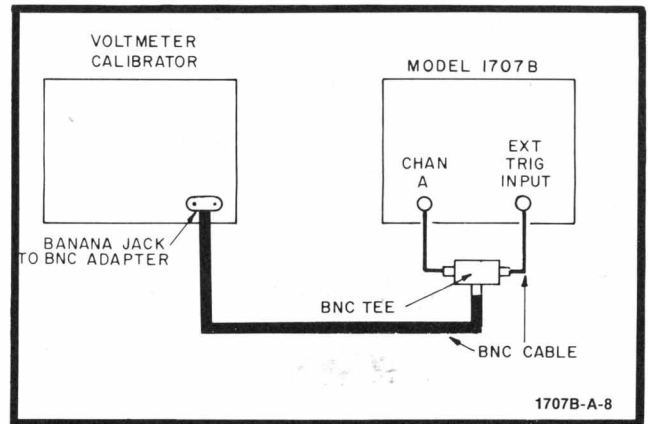 VOLTMETER
CALIBRATOR
MODEL 1707B
CHAN
A
EXT
TRIG
INPUT
BANANA JACK
TO BNC ADAPTER
BNC TEE
BNC CABLE
1707B-A-8